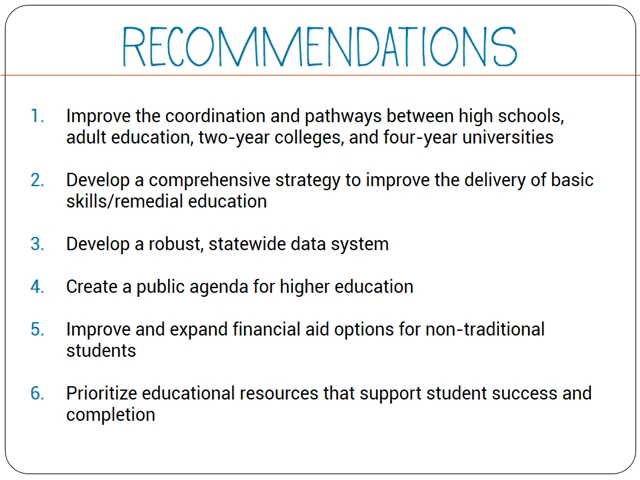 RECOMMENDATIONS
1. Improve the coordination and pathways between high schools,
adult education, two-year colleges, and four-year universities
2. Develop a comprehensive strategy to improve the delivery of basic
skills/remedial education
3. Develop a robust, statewide data system
4. Create a public agenda for higher education
5. Improve and expand financial aid options for non-traditional
students
6. Prioritize educational resources that support student success and
completion